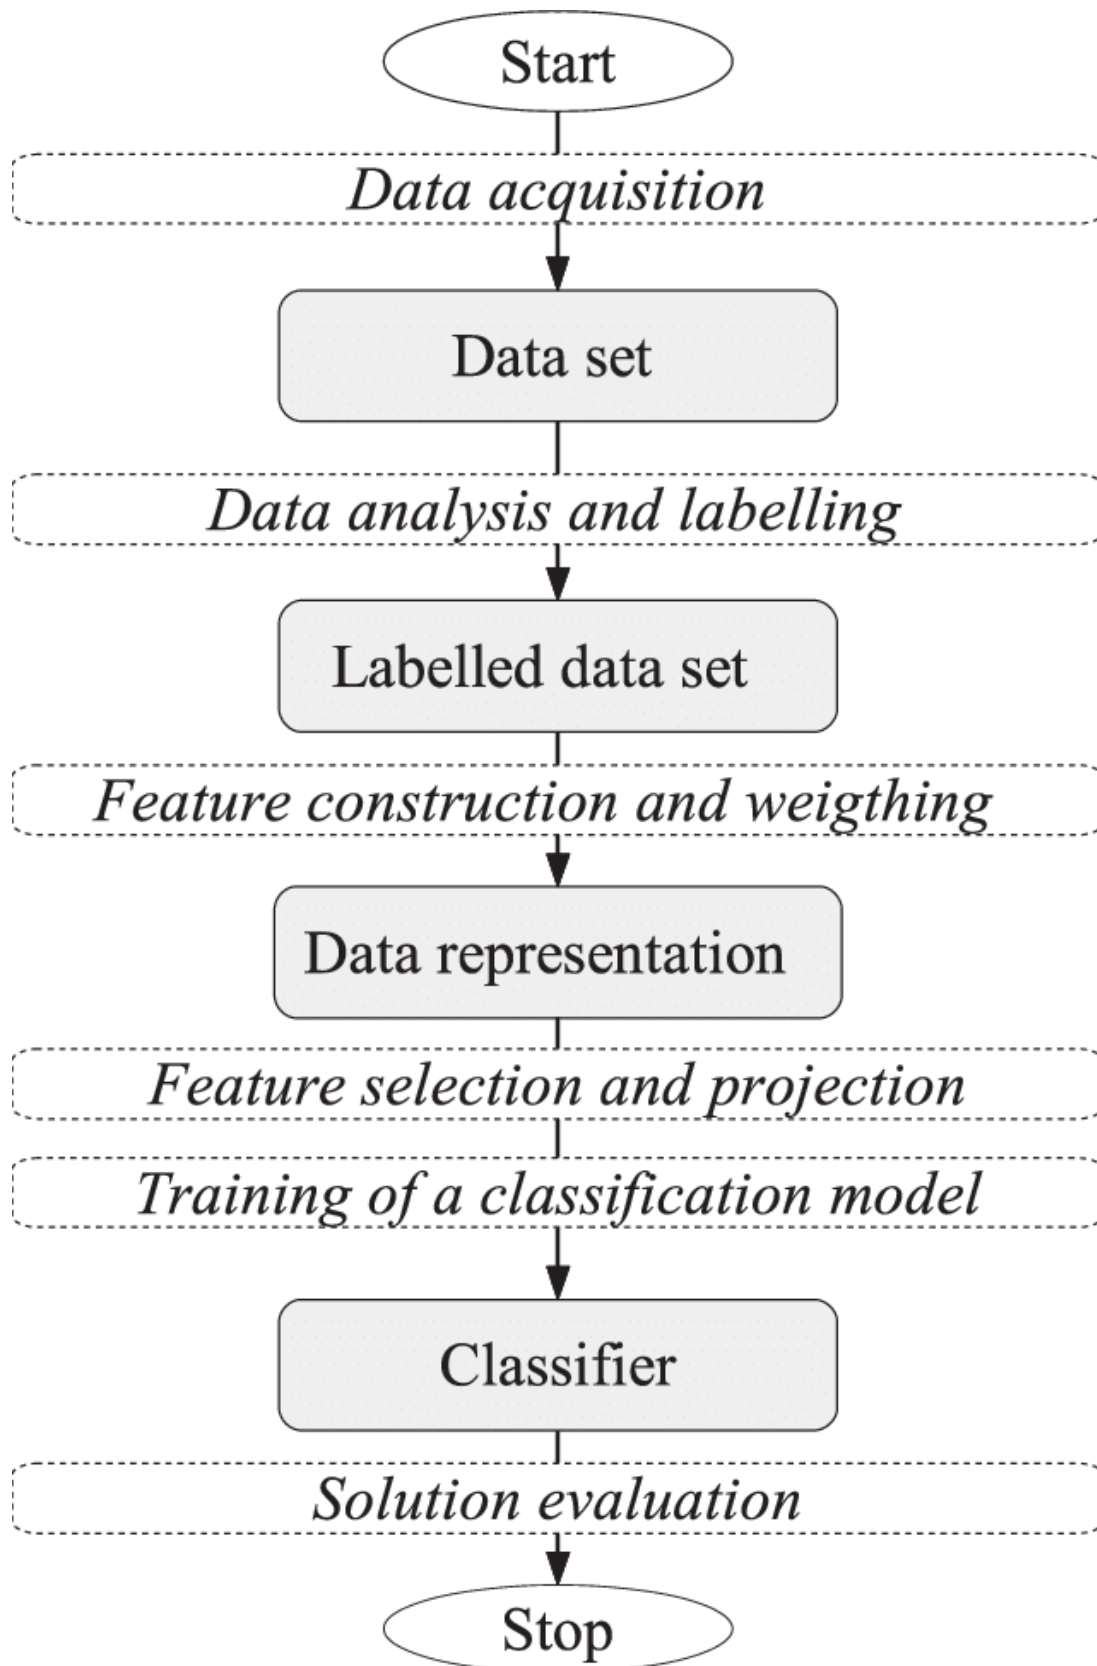 Start
Data acquisition
Data set
Data analysis and labelling
Labelled data set
Feature construction and weigthing
Data representation
Feature selection and projection
Training of a classification model
Classifier
Solution evaluation
Stop